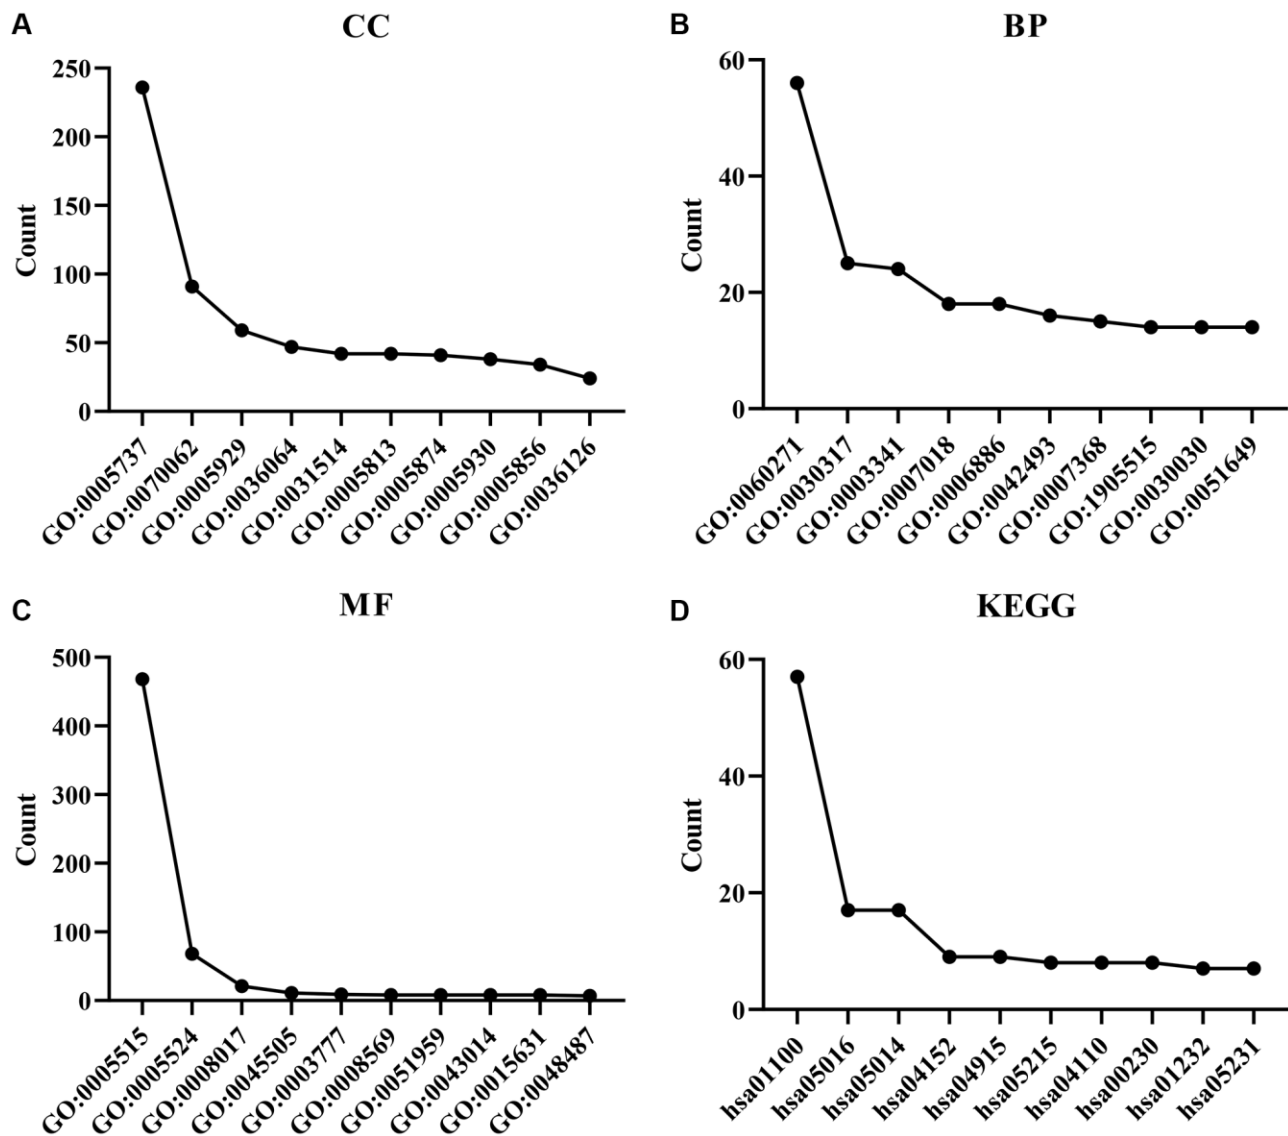 A
CC
Count
250
200
150
100
50
0
GO:0005737
GO:0070062
GO:0005929
GO:0036064
GO:0031514
GO:0005813
GO:0005874
GO:0005930
GO:0005856
GO:0036126
B
BP
Count
60
40
20
0
GO:0060271
GO:0030317
GO:0003341
GO:0007018
GO:0006886
GO:0042493
GO:0007368
GO:1905515
GO:0030030
GO:0051649
C
MF
Count
500
400
300
200
100
0
GO:0005515
GO:0005524
GO:0008017
GO:0045505
GO:0003777
GO:0008569
GO:0051959
GO:0043014
GO:0015631
GO:0048487
D
KEGG
Count
60
40
20
0
hsa01100
hsa05016
hsa05014
hsa04152
hsa04915
hsa05215
hsa04110
hsa00230
hsa01232
hsa05231